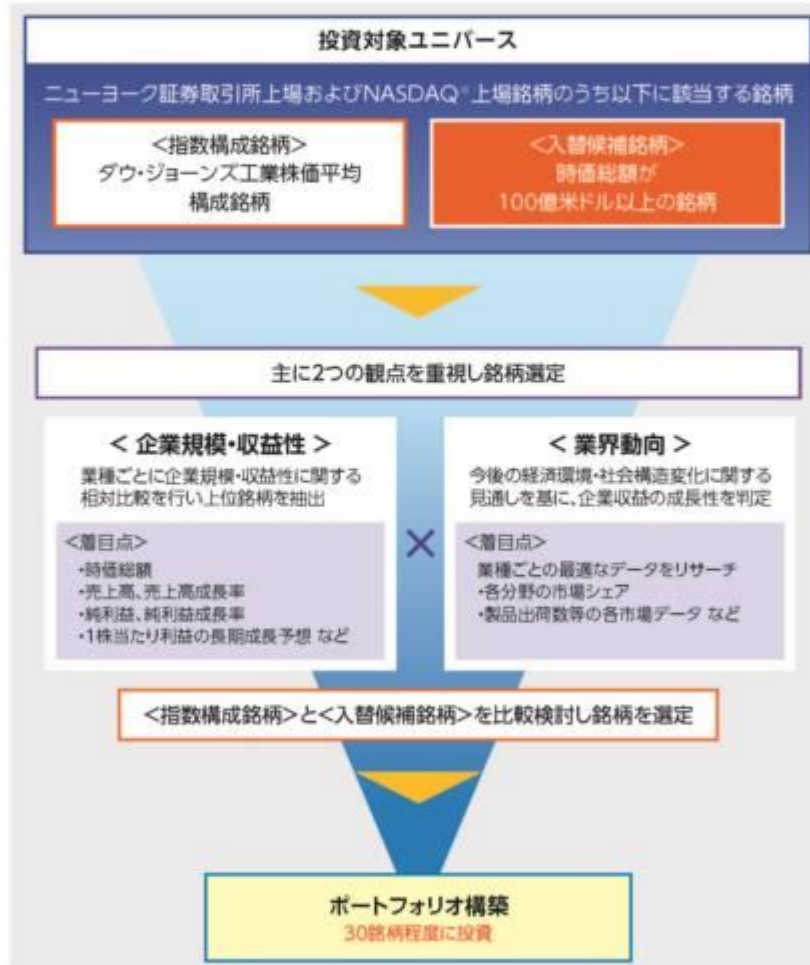 投資対象ユニバース
ニューヨーク証券取引所上場およびNASDAQ®上場銘柄のうち以下に該当する銘柄
<指数構成銘柄>
ダウ・ジョーンズ工業株価平均
構成銘柄
<入替候補銘柄>
時価総額が
100億米ドル以上の銘柄
主に2つの観点を重視し銘柄選定
< 企業規模・収益性 >
業種ごとに企業規模・収益性に関する
相対比較を行い上位銘柄を抽出
<着目点>
・時価総額
・売上高、売上高成長率
・純利益、純利益成長率
・1株当たり利益の長期成長予想 など
×
< 業界動向 >
今後の経済環境・社会構造変化に関する
見通しを基に、企業収益の成長性を判定
<着目点>
業種ごとの最適なデータをリサーチ
・各分野の市場シェア
・製品出荷数等の各市場データ など
<指数構成銘柄>と<入替候補銘柄>を比較検討し銘柄を選定
ポートフォリオ構築
30銘柄程度に投資